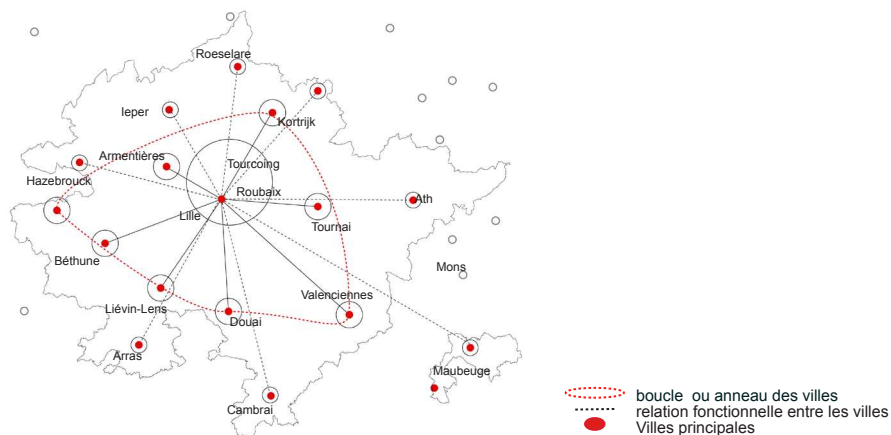 Roeselare
Ieper
Kortrijk
Armentières
Tourcoing
Hazebrouck
Roubaix
Ath
Lille
Tournai
Béthune
Mons
Valenciennes
Liévin-Lens
Douai
Arras
Maubeuge
Cambrai
boucle ou anneau des villes
relation fonctionnelle entre les villes
Villes principales